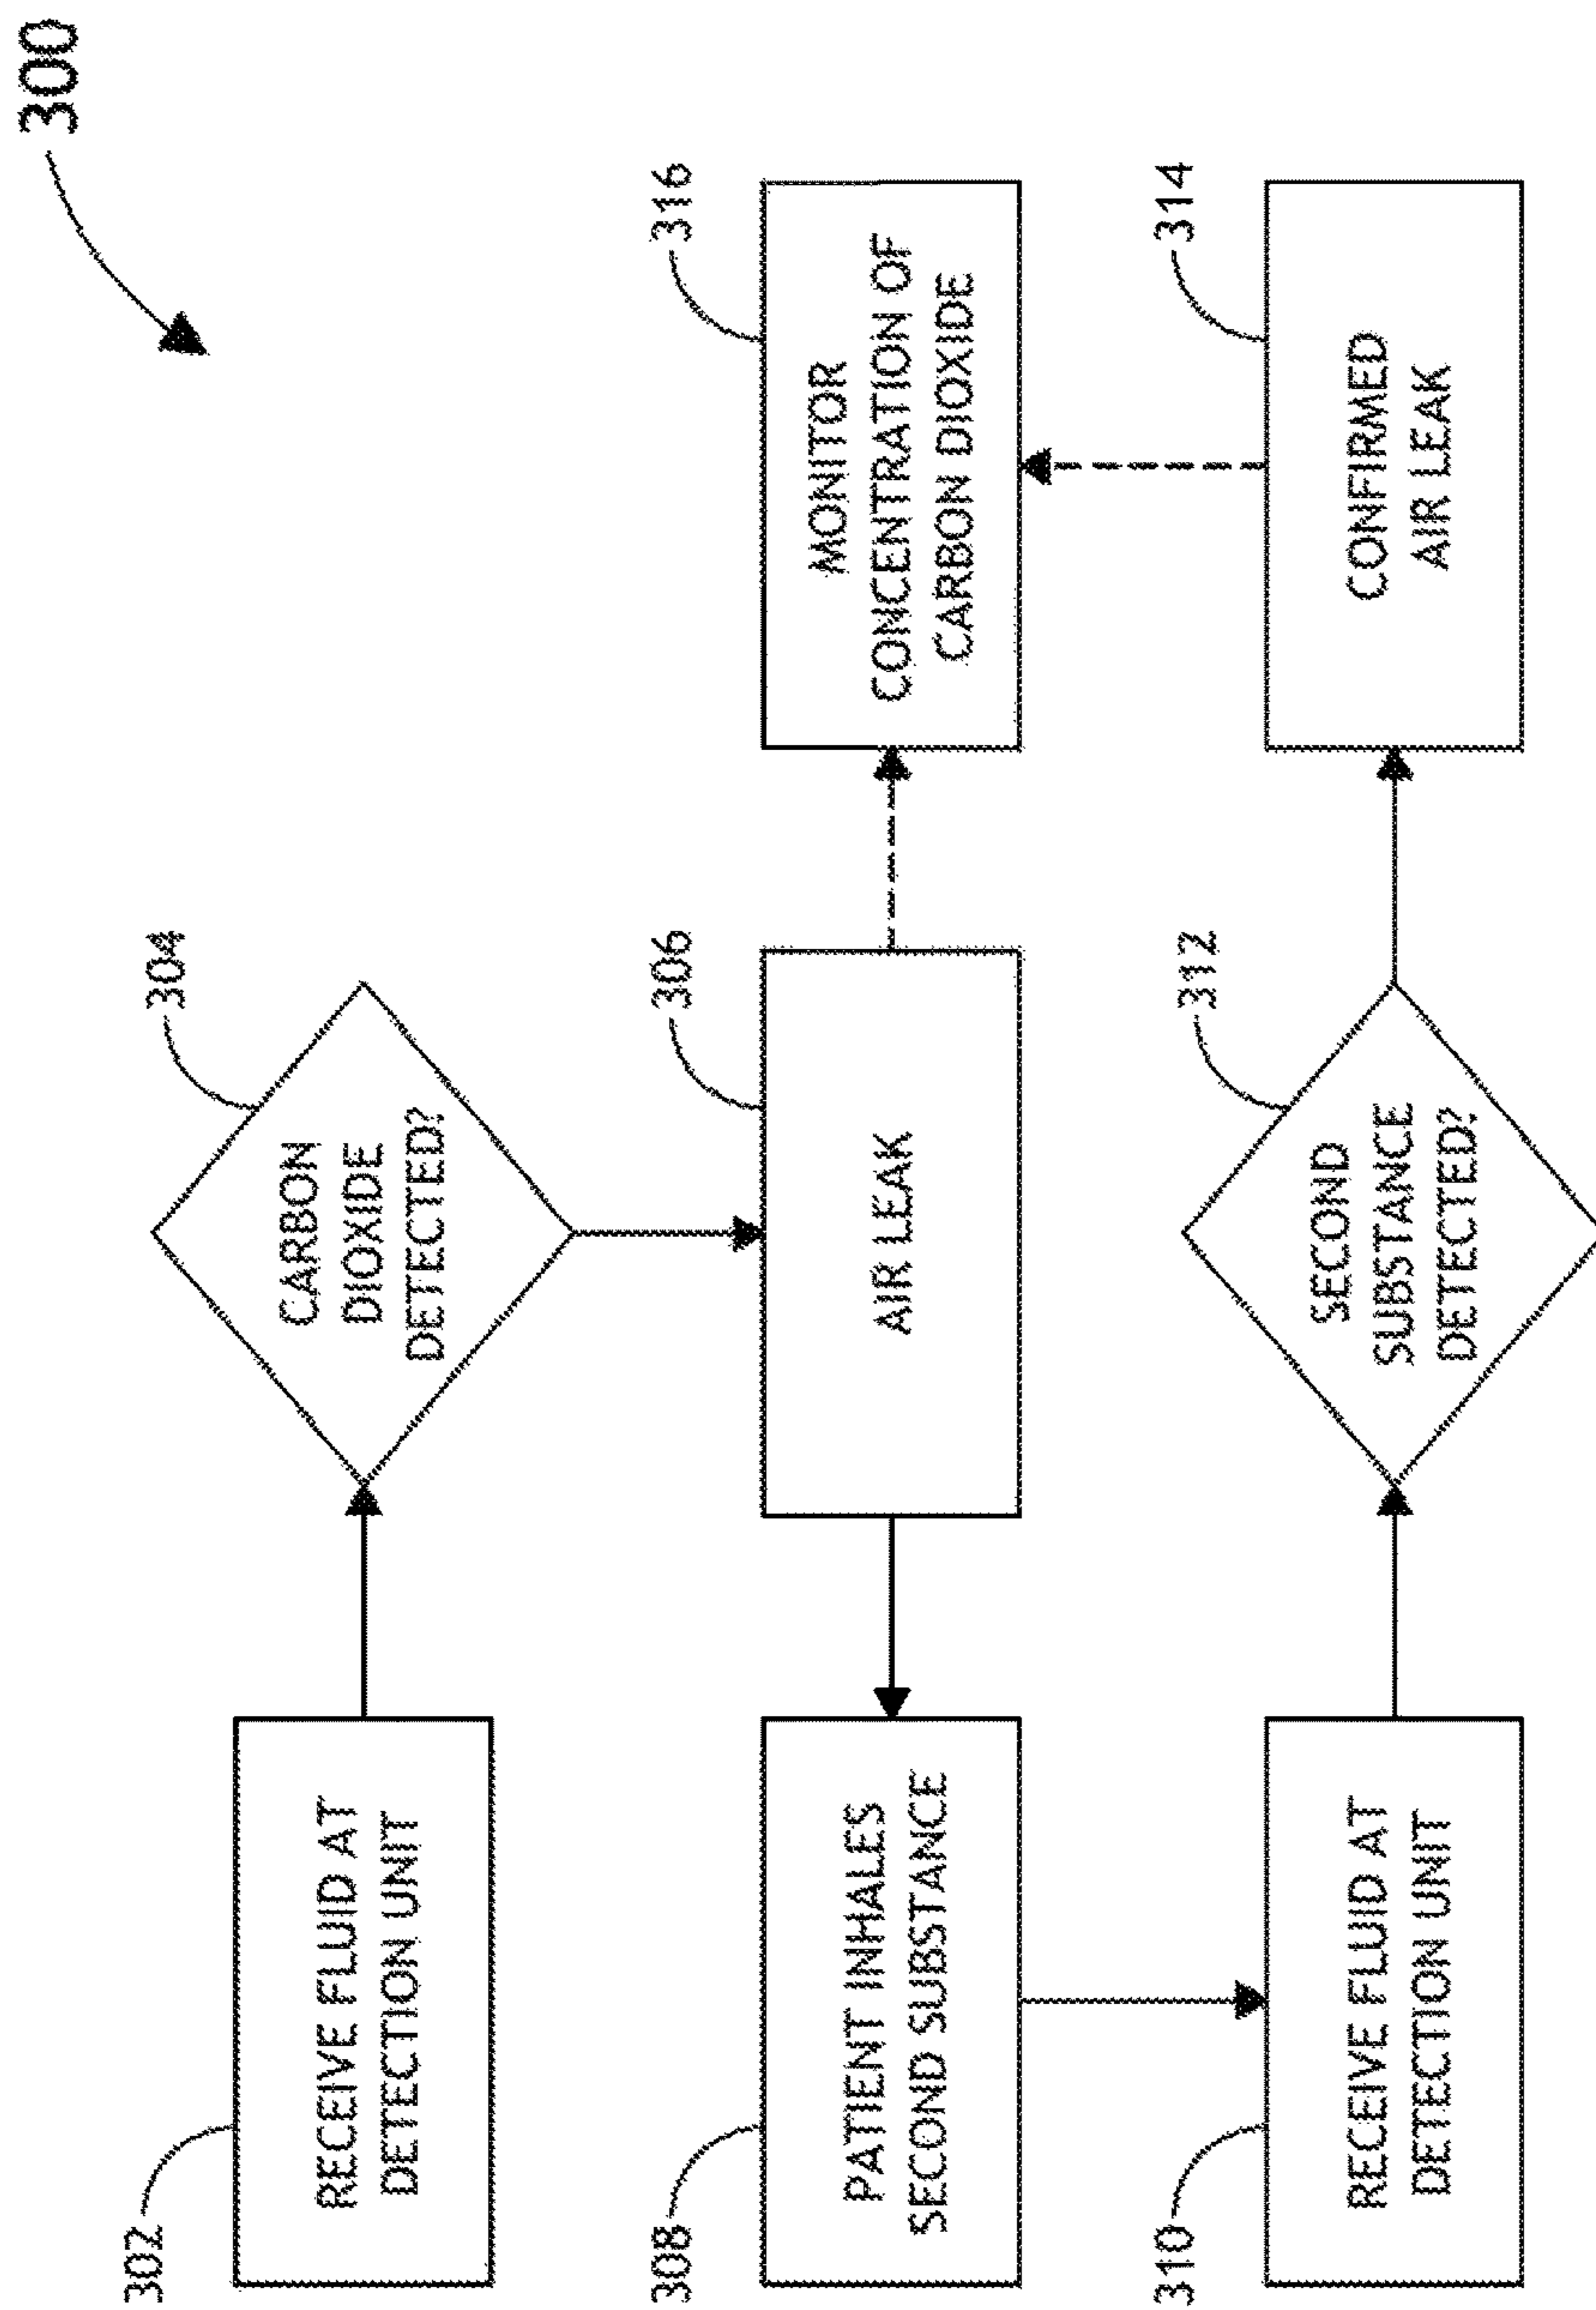 300
302
RECEIVE FLUID AT
DETECTION UNIT
304
CARBON
DIOXIDE
DETECTED?
308
PATIENT INHALES
SECOND SUBSTANCE
306
AIR LEAK
316
MONITOR
CONCENTRATION OF
CARBON DIOXIDE
310
RECEIVE FLUID AT
DETECTION UNIT
312
SECOND
SUBSTANCE
DETECTED?
314
CONFIRMED
AIR LEAK